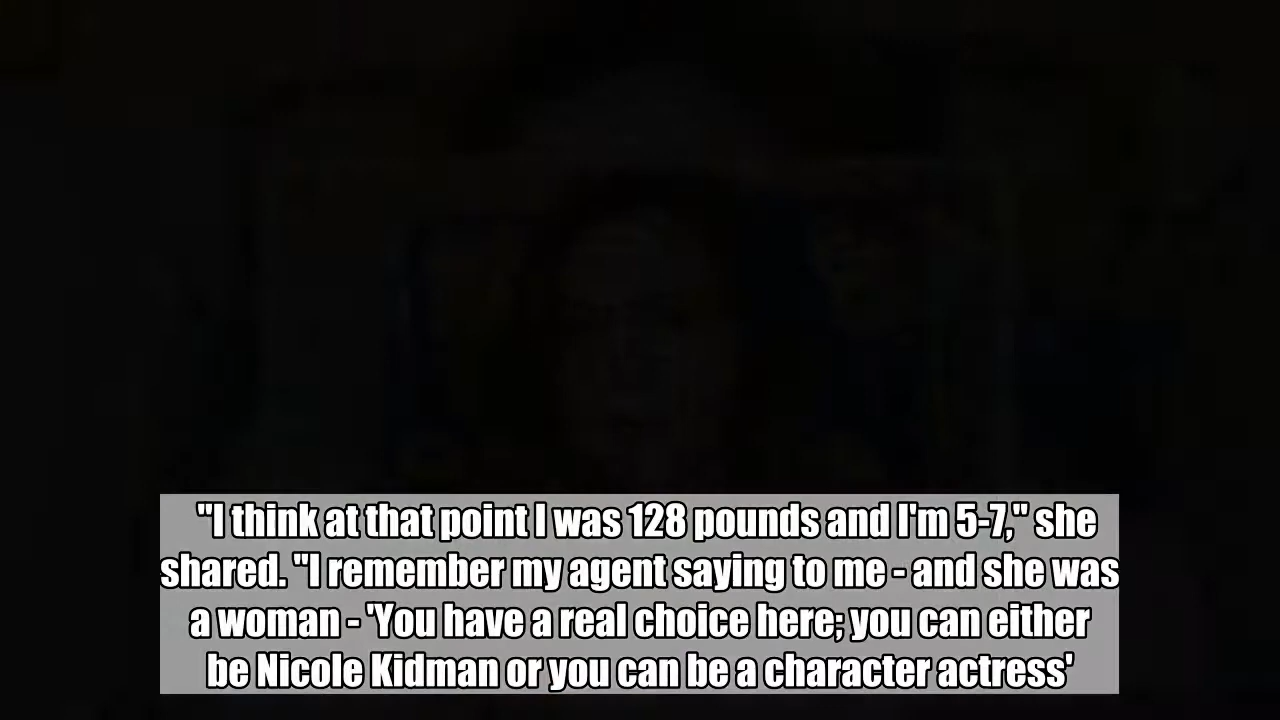 "I think at that point I was 128 pounds and I'm 5-7," she
shared. "I remember my agent saying to me - and she was
a woman - 'You have a real choice here; you can either
be Nicole Kidman or you can be a character actress'